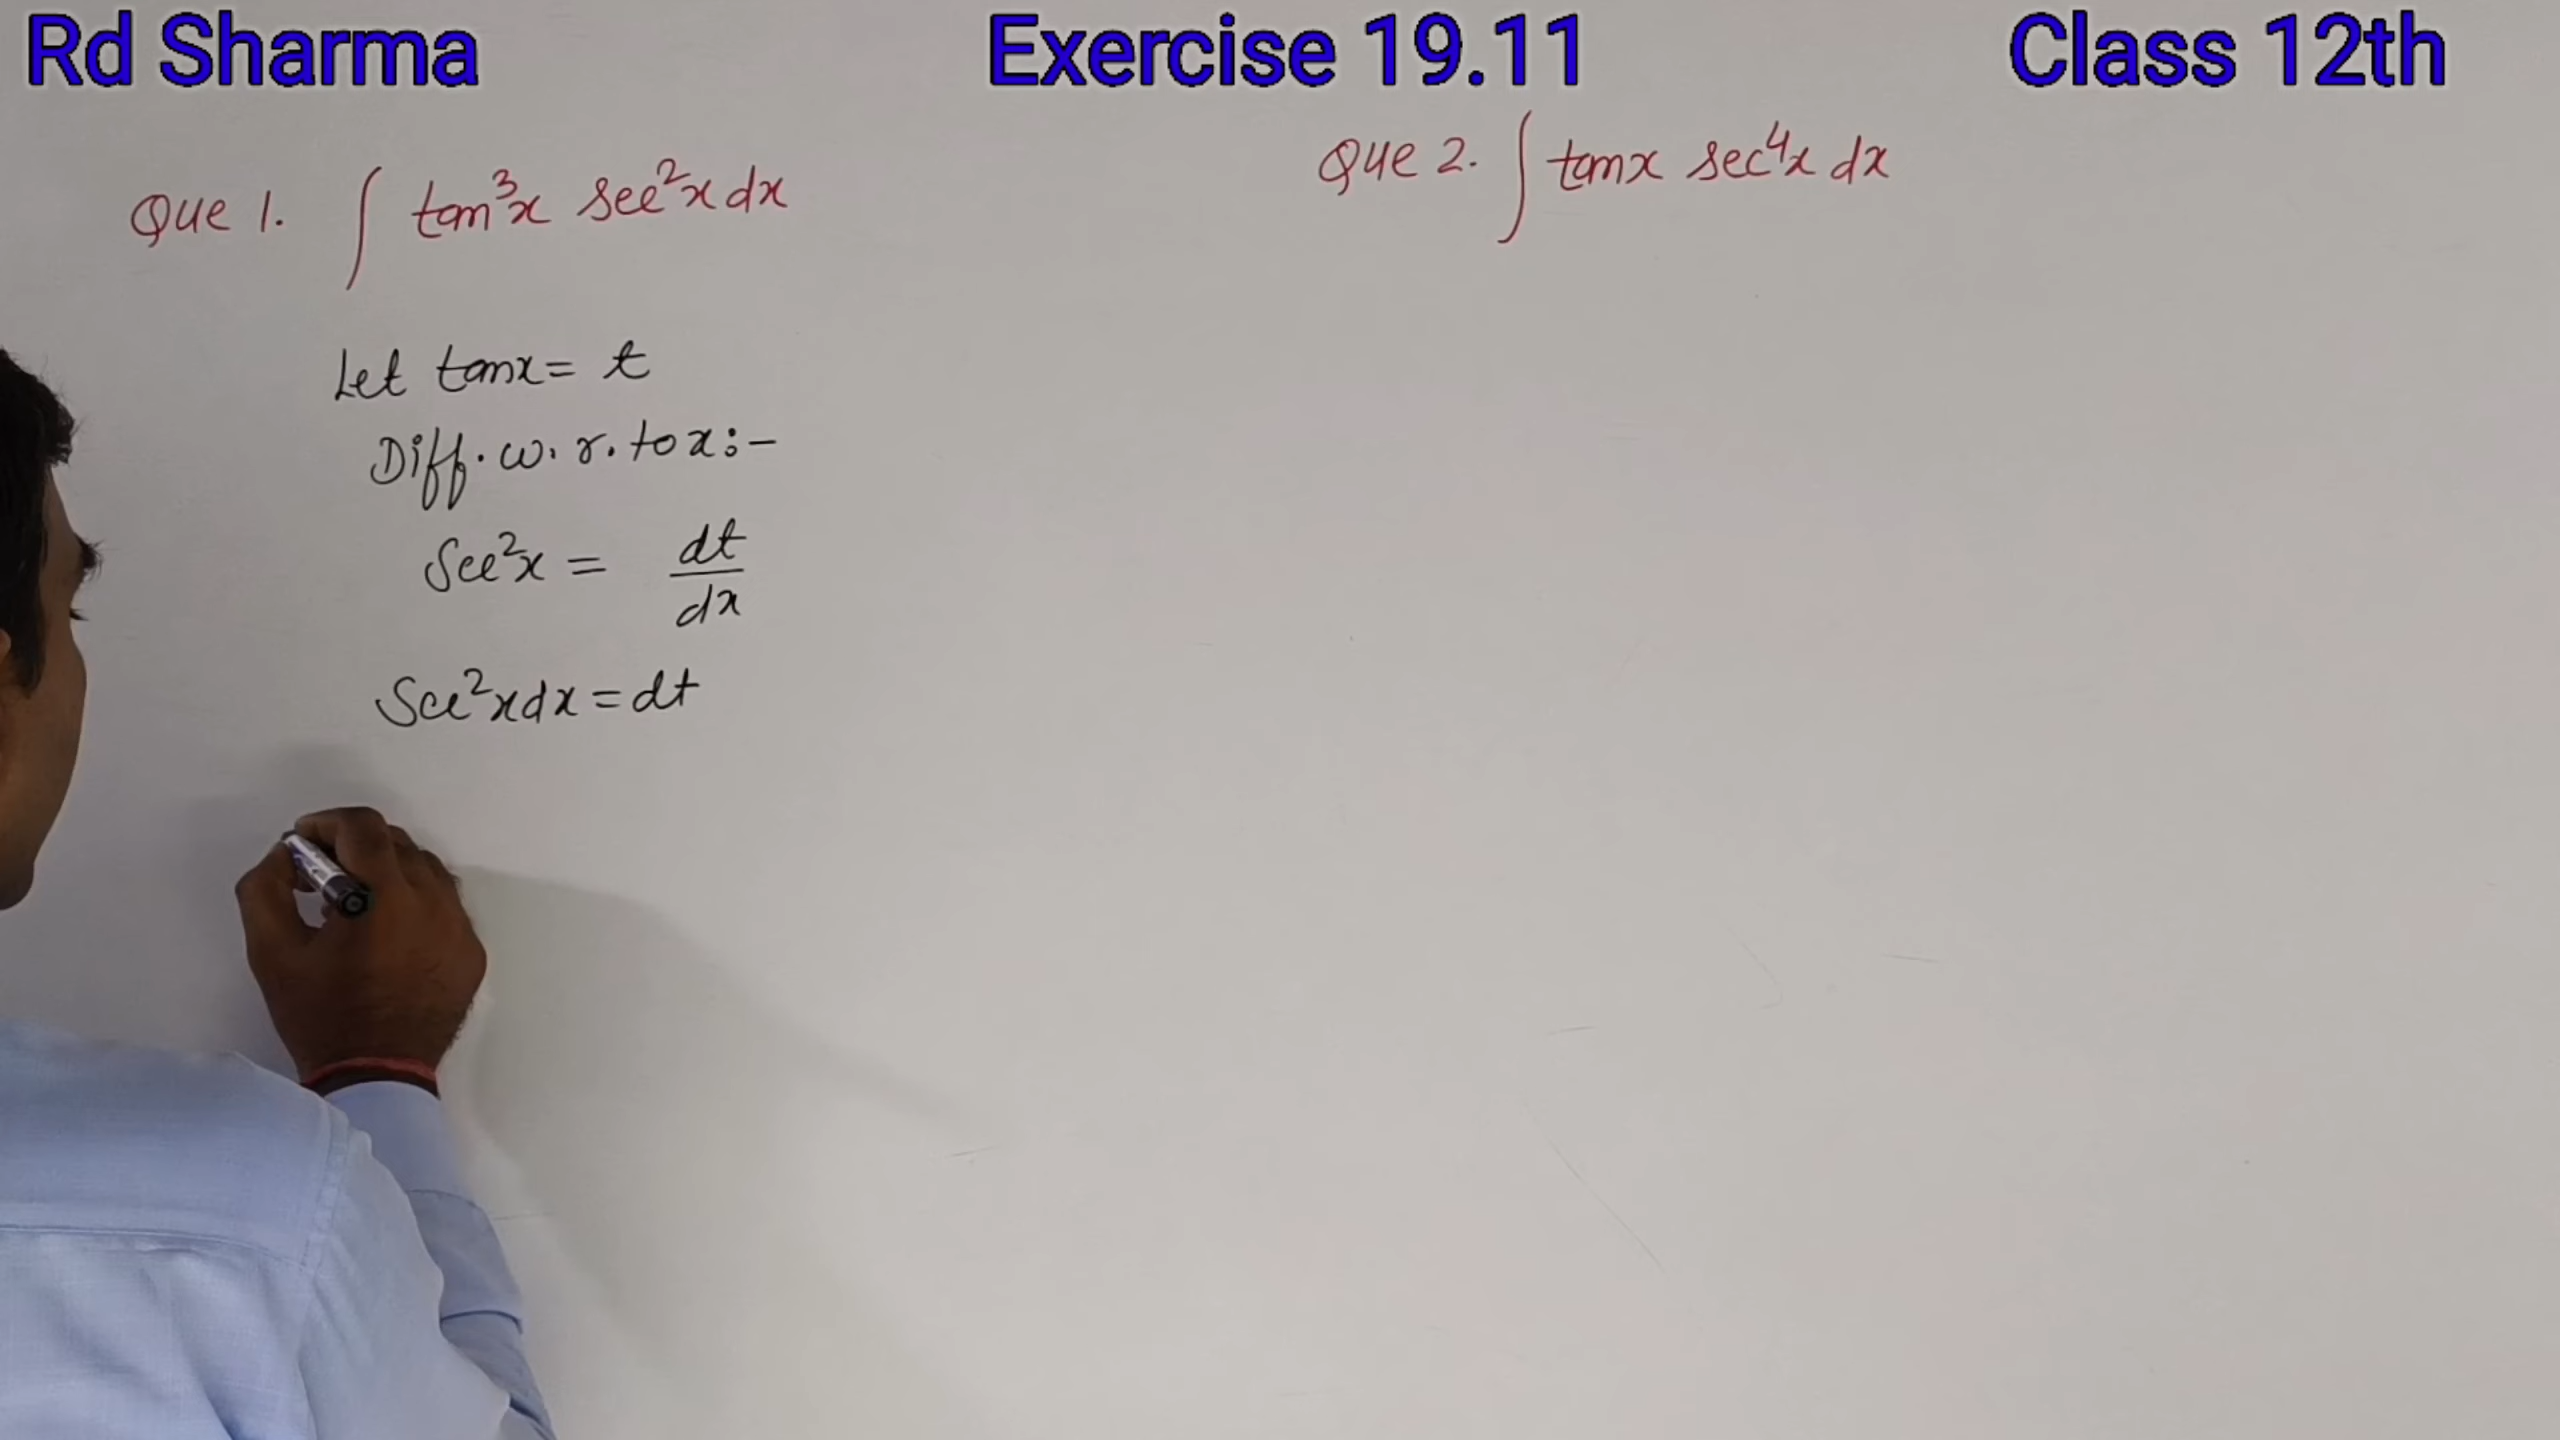 Rd Sharma Exercise 19.11 Class 12th
Que 1. ∫ tan³x sec²x dx
Let tanx = t
Diff. w. r. to x :-
Sec²x = dt/dx
Sec²x dx = dt
Que 2. ∫ tanx sec⁴x dx